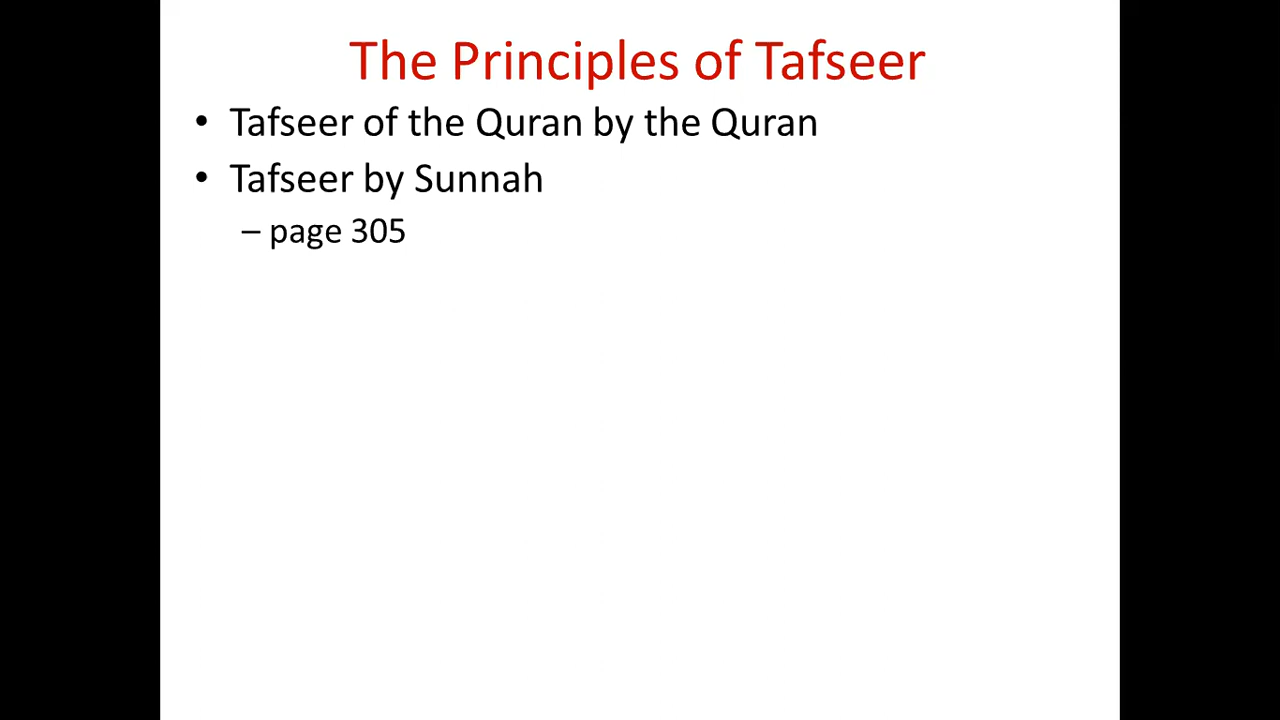 The Principles of Tafseer
• Tafseer of the Quran by the Quran
• Tafseer by Sunnah
– page 305